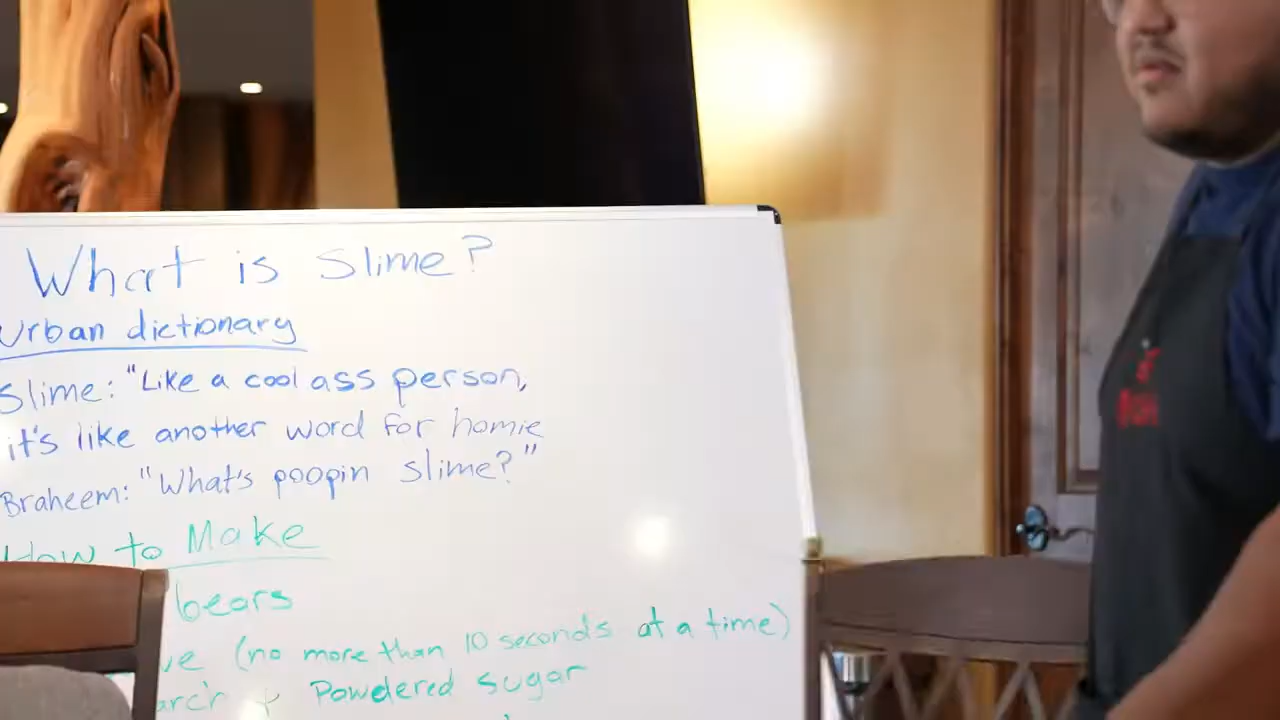 What is Slime?
Urban dictionary
Slime: "Like a cool ass person,
it's like another word for homie
Braheem: "What's poopin slime?"
How to Make
bears
(no more than 10 seconds at a time)
+ Powdered sugar